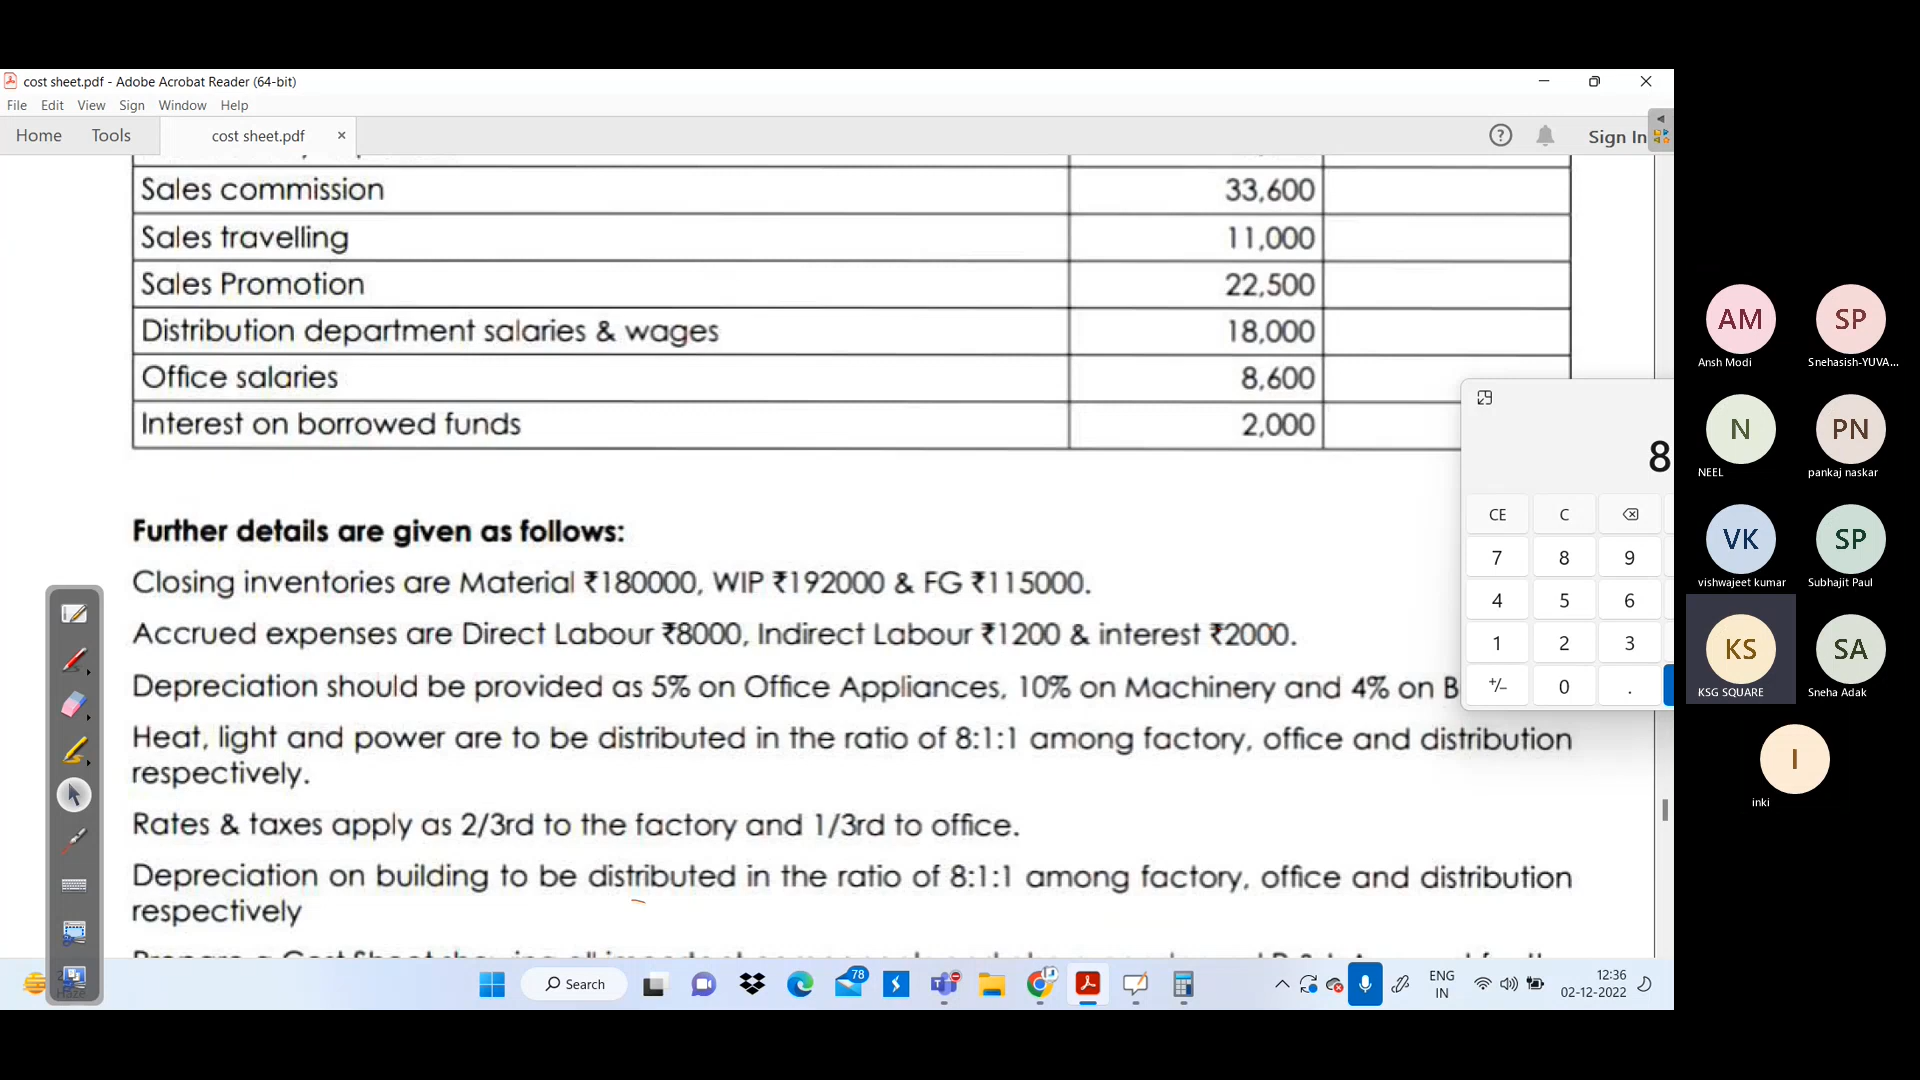 cost sheet.pdf - Adobe Acrobat Reader (64-bit)
File Edit View Sign Window Help
Home Tools cost sheet.pdf × Sign In
Sales commission 33,600
Sales travelling 11,000
Sales Promotion 22,500
Distribution department salaries & wages 18,000
Office salaries 8,600
Interest on borrowed funds 2,000
Further details are given as follows:
Closing inventories are Material ₹180000, WIP ₹192000 & FG ₹115000.
Accrued expenses are Direct Labour ₹8000, Indirect Labour ₹1200 & interest ₹2000.
Depreciation should be provided as 5% on Office Appliances, 10% on Machinery and 4% on B
Heat, light and power are to be distributed in the ratio of 8:1:1 among factory, office and distribution
respectively.
Rates & taxes apply as 2/3rd to the factory and 1/3rd to office.
Depreciation on building to be distributed in the ratio of 8:1:1 among factory, office and distribution
respectively
8
CE C
7 8 9
4 5 6
1 2 3
+/- 0 .
AM SP
Ansh Modi Snehasish-YUVA...
N PN
NEEL pankaj naskar
VK SP
vishwajeet kumar Subhajit Paul
KS SA
KSG SQUARE Sneha Adak
I
inki
Search
78
ENG
IN
12:36
02-12-2022